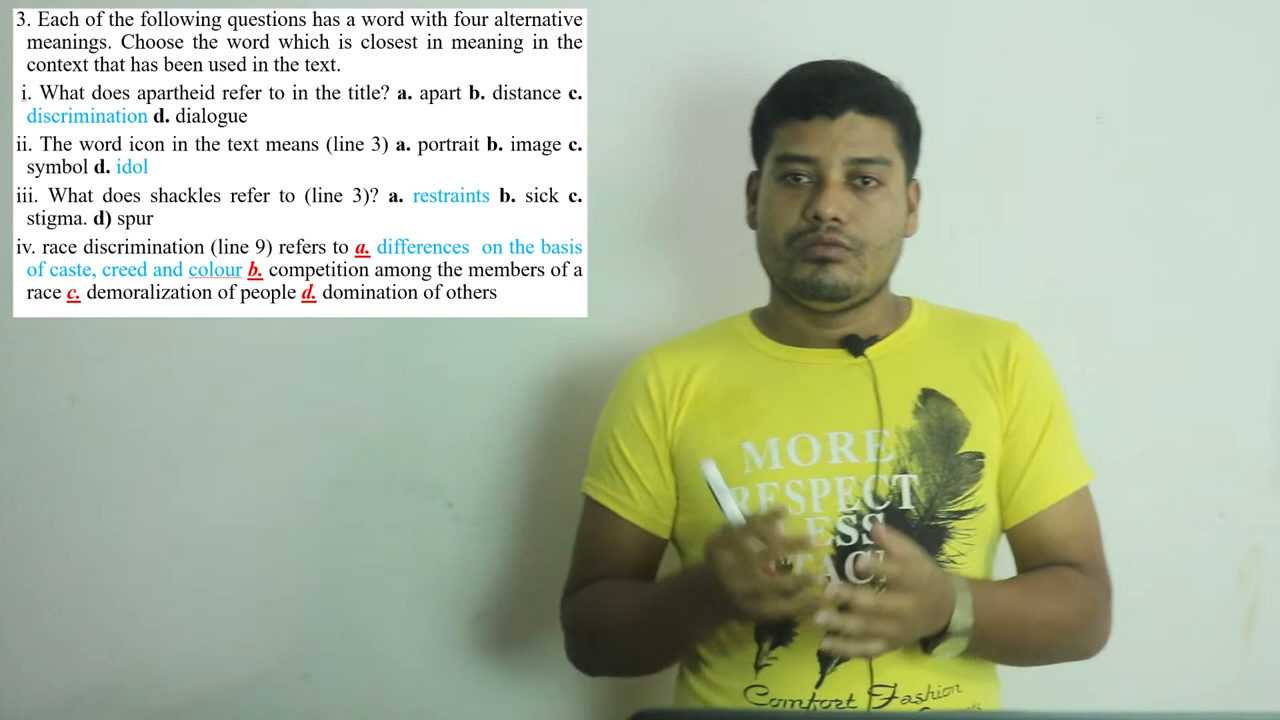 3. Each of the following questions has a word with four alternative
meanings. Choose the word which is closest in meaning in the
context that has been used in the text.
i. What does apartheid refer to in the title? a. apart b. distance c.
discrimination d. dialogue
ii. The word icon in the text means (line 3) a. portrait b. image c.
symbol d. idol
iii. What does shackles refer to (line 3)? a. restraints b. sick c.
stigma. d) spur
iv. race discrimination (line 9) refers to a. differences on the basis
of caste, creed and colour b. competition among the members of a
race c. demoralization of people d. domination of others
MORE
RESPECT
LESS
Comfort Fashion